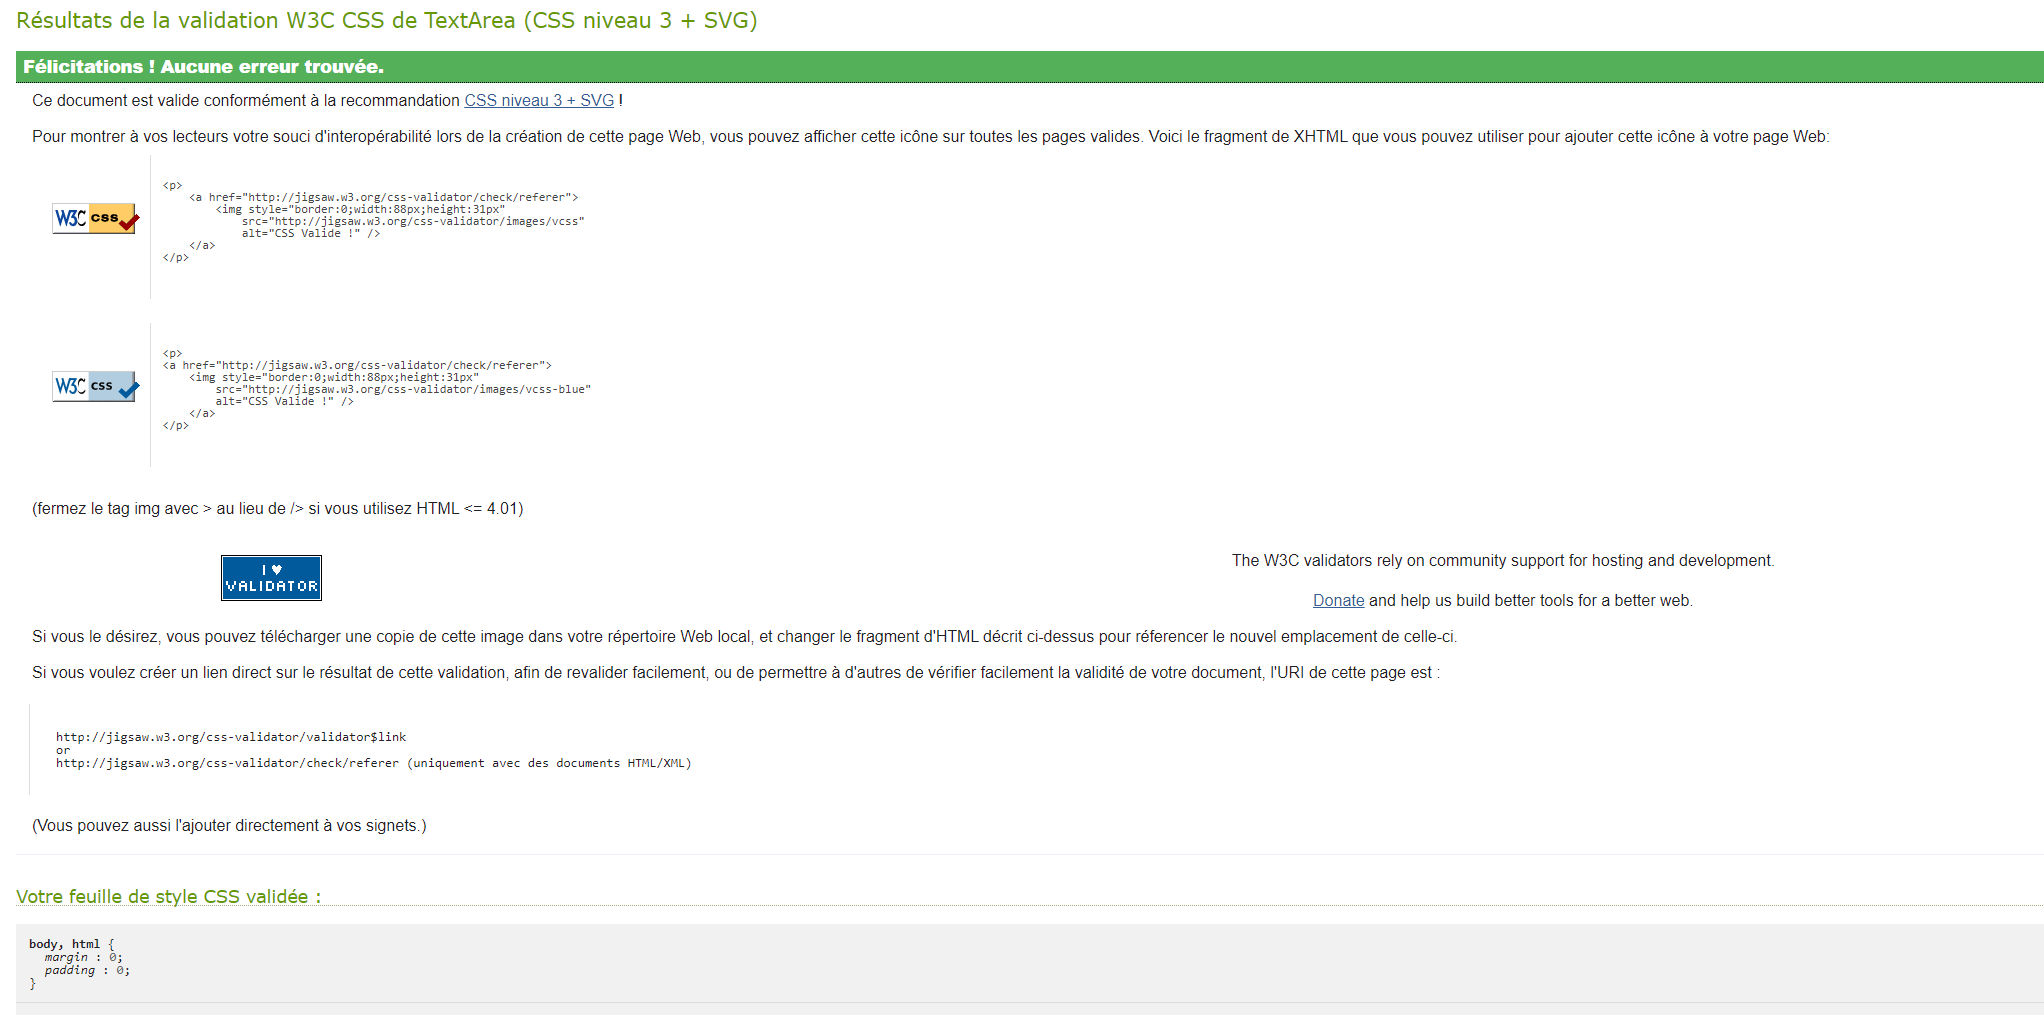 Résultats de la validation W3C CSS de TextArea (CSS niveau 3 + SVG)
Félicitations ! Aucune erreur trouvée.
Ce document est valide conformément à la recommandation CSS niveau 3 + SVG !
Pour montrer à vos lecteurs votre souci d'interopérabilité lors de la création de cette page Web, vous pouvez afficher cette icône sur toutes les pages valides. Voici le fragment de XHTML que vous pouvez utiliser pour ajouter cette icône à votre page Web:
W3C css
<p>
<a href="http://jigsaw.w3.org/css-validator/check/referer">
<img style="border:0;width:88px;height:31px"
src="http://jigsaw.w3.org/css-validator/images/vcss"
alt="CSS Valide !" />
</a>
</p>
W3C css
<p>
<a href="http://jigsaw.w3.org/css-validator/check/referer">
<img style="border:0;width:88px;height:31px"
src="http://jigsaw.w3.org/css-validator/images/vcss-blue"
alt="CSS Valide !" />
</a>
</p>
(fermez le tag img avec > au lieu de /> si vous utilisez HTML <= 4.01)
I ♥
VALIDATOR
The W3C validators rely on community support for hosting and development.
Donate and help us build better tools for a better web.
Si vous le désirez, vous pouvez télécharger une copie de cette image dans votre répertoire Web local, et changer le fragment d'HTML décrit ci-dessus pour réferencer le nouvel emplacement de celle-ci.
Si vous voulez créer un lien direct sur le résultat de cette validation, afin de revalider facilement, ou de permettre à d'autres de vérifier facilement la validité de votre document, l'URI de cette page est :
http://jigsaw.w3.org/css-validator/validator$link
or
http://jigsaw.w3.org/css-validator/check/referer (uniquement avec des documents HTML/XML)
(Vous pouvez aussi l'ajouter directement à vos signets.)
Votre feuille de style CSS validée :
body, html {
margin : 0;
padding : 0;
}